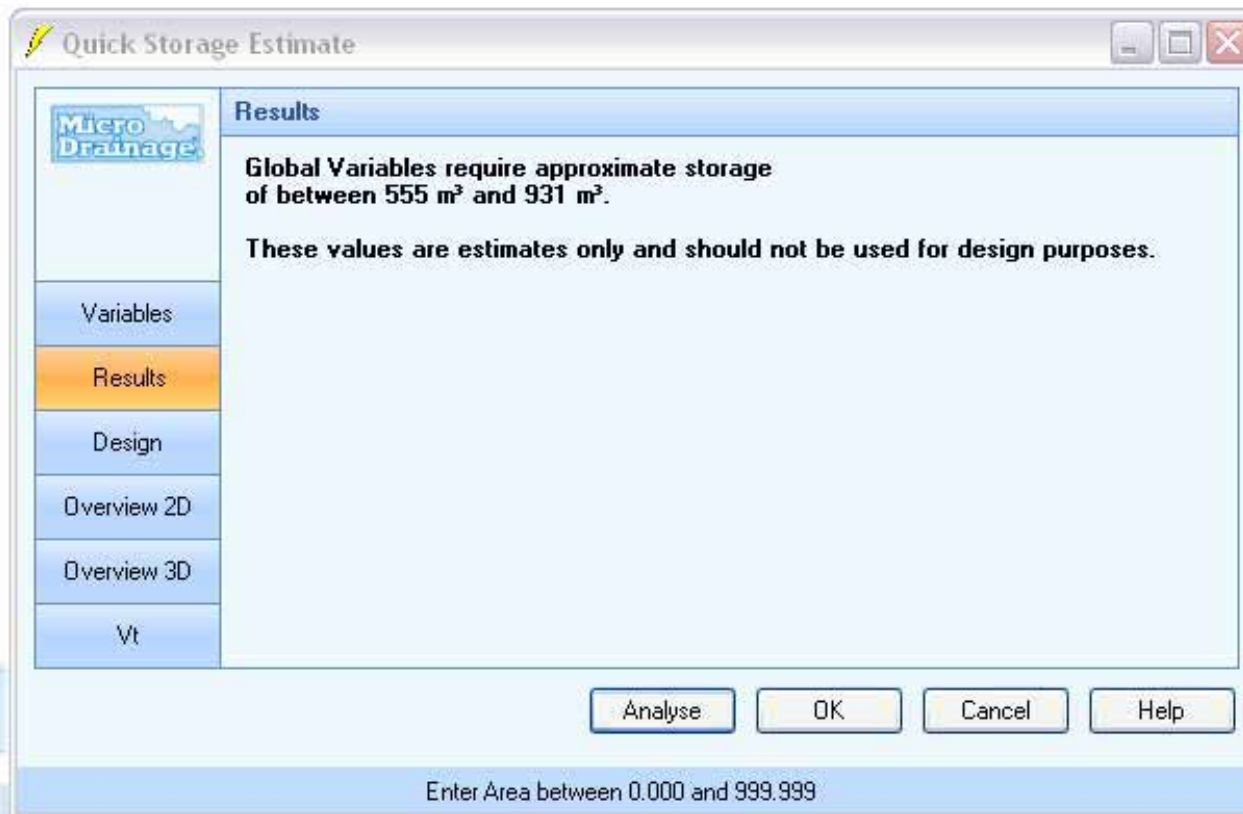 Quick Storage Estimate
Micro
Drainage
Results
Global Variables require approximate storage
of between 555 m³ and 931 m³.
These values are estimates only and should not be used for design purposes.
Variables
Results
Design
Overview 2D
Overview 3D
Vt
Analyse
OK
Cancel
Help
Enter Area between 0.000 and 999.999